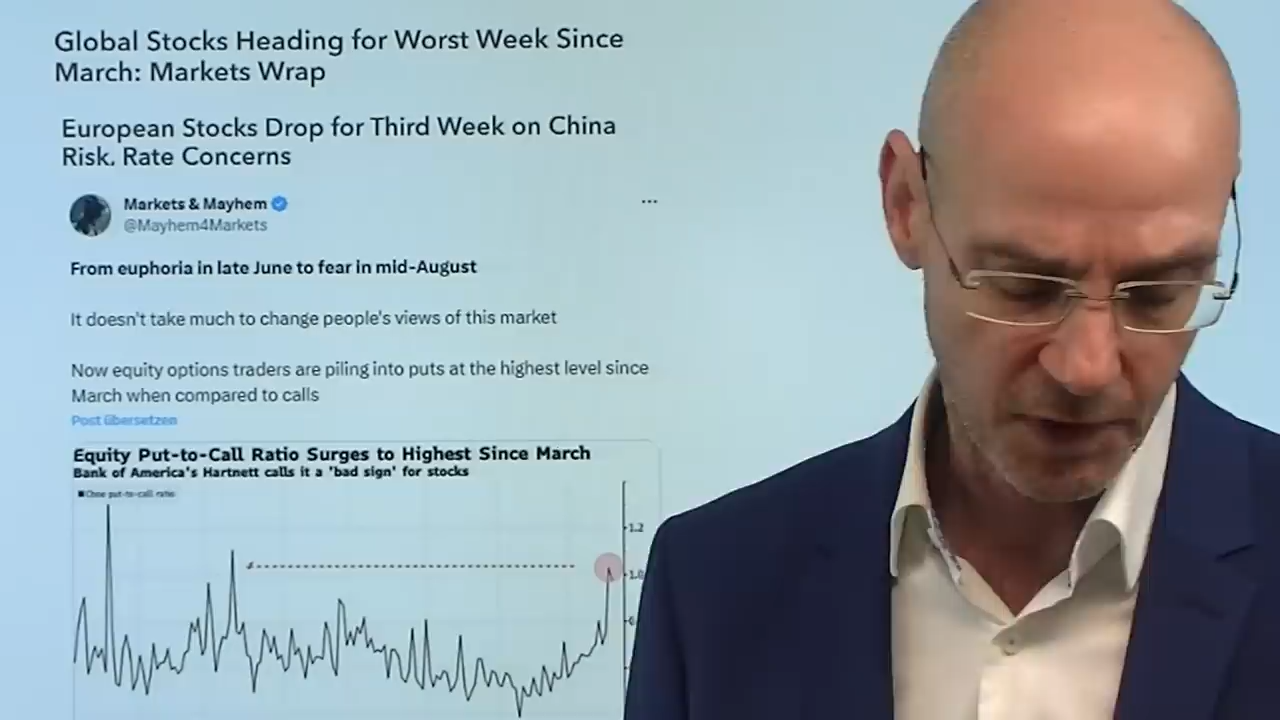 Global Stocks Heading for Worst Week Since
March: Markets Wrap
European Stocks Drop for Third Week on China
Risk. Rate Concerns
Markets & Mayhem
...
@Mayhem4Markets
From euphoria in late June to fear in mid-August
It doesn't take much to change people's views of this market
Now equity options traders are piling into puts at the highest level since
March when compared to calls
Post übersetzen
Equity Put-to-Call Ratio Surges to Highest Since March
Bank of America's Hartnett calls it a 'bad sign' for stocks
Cboe put-to-call ratio
1.2
1.0